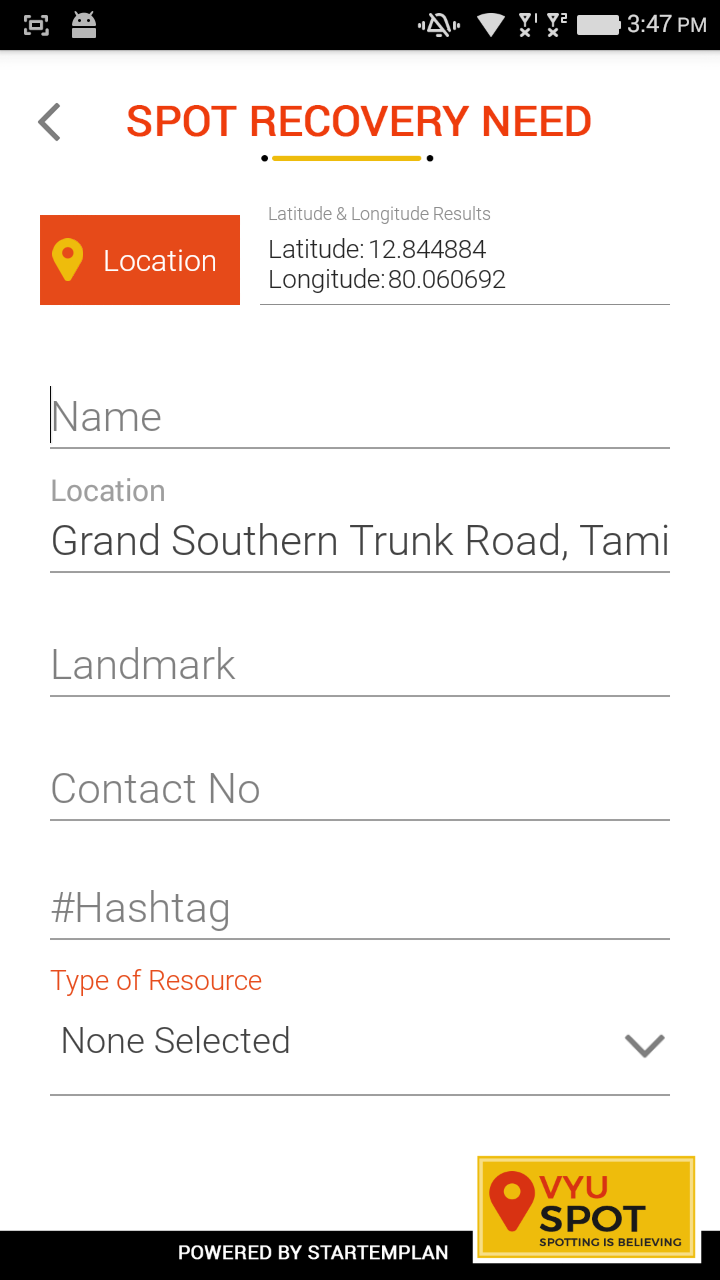 3:47 PM
SPOT RECOVERY NEED
Location
Latitude & Longitude Results
Latitude: 12.844884
Longitude: 80.060692
Name
Location
Grand Southern Trunk Road, Tami
Landmark
Contact No
#Hashtag
Type of Resource
None Selected
VYU
SPOT
SPOTTING IS BELIEVING
POWERED BY STARTEMPLAN